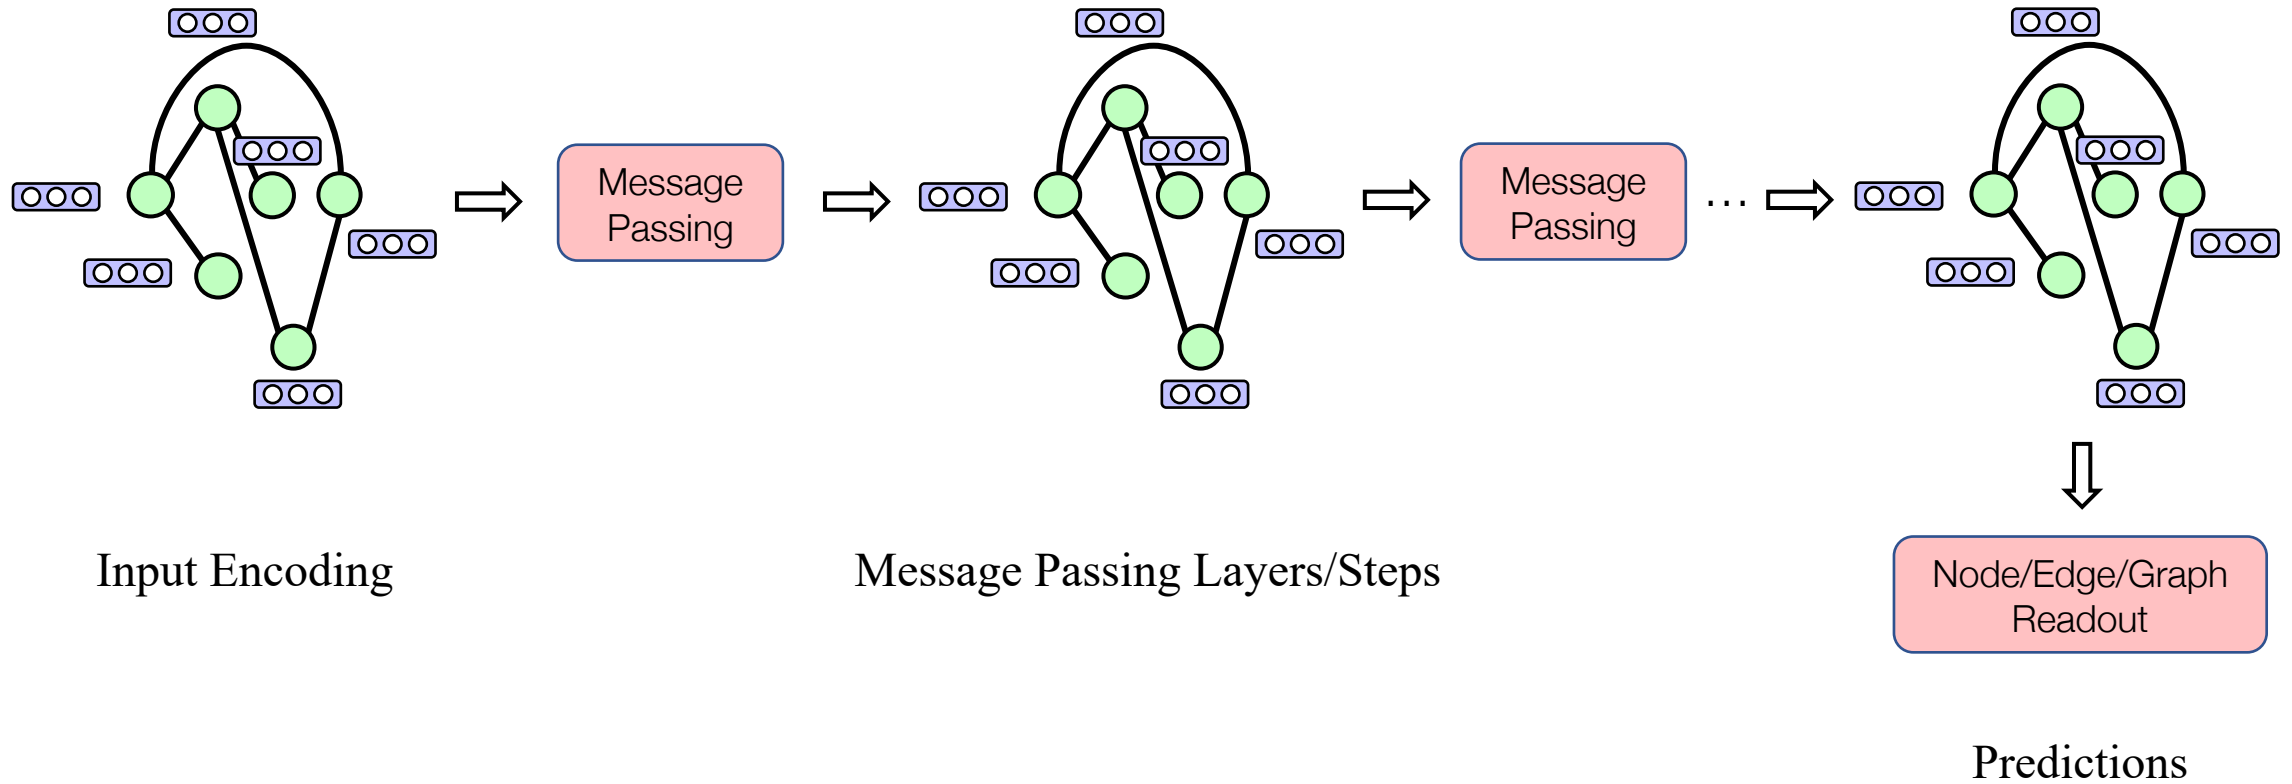 Message
Passing
Message
Passing
...
Input Encoding
Message Passing Layers/Steps
Node/Edge/Graph
Readout
Predictions